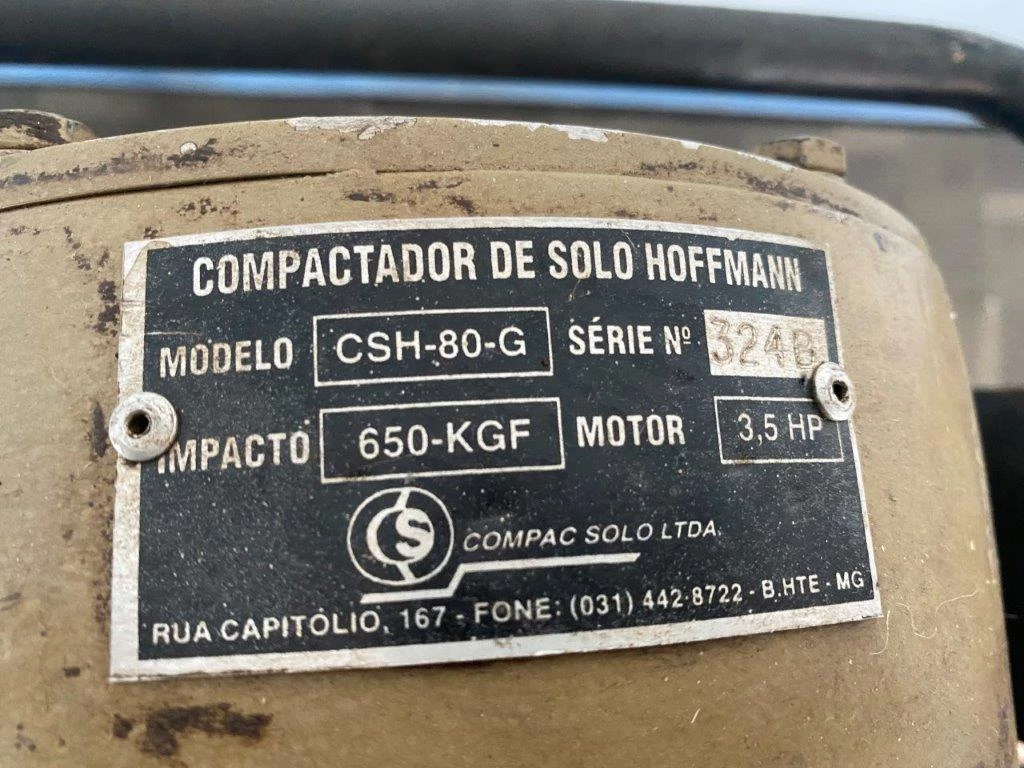 COMPACTADOR DE SOLO HOFFMANN
MODELO CSH-80-G SÉRIE Nº 324B
IMPACTO 650-KGF MOTOR 3,5 HP
CS COMPAC SOLO LTDA.
RUA CAPITÓLIO, 167 - FONE: (031) 442-8722 - B.HTE - MG